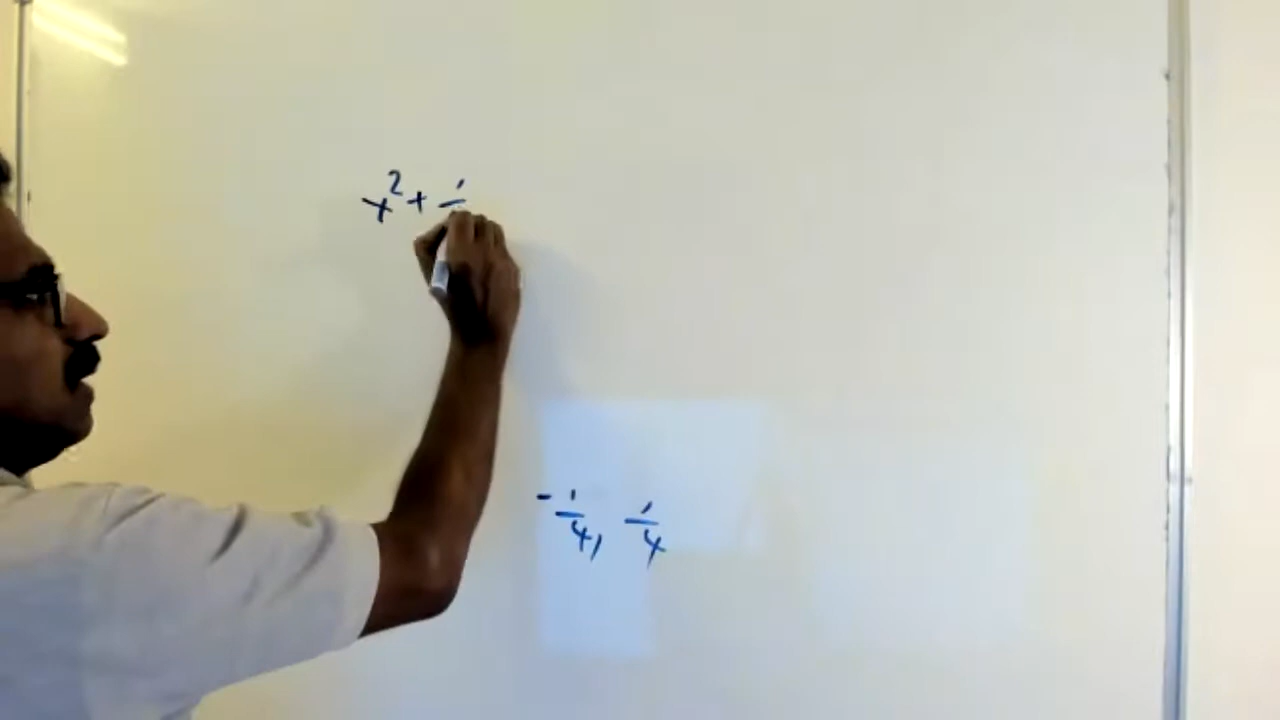 x² + 1/
-1/4, 1/4